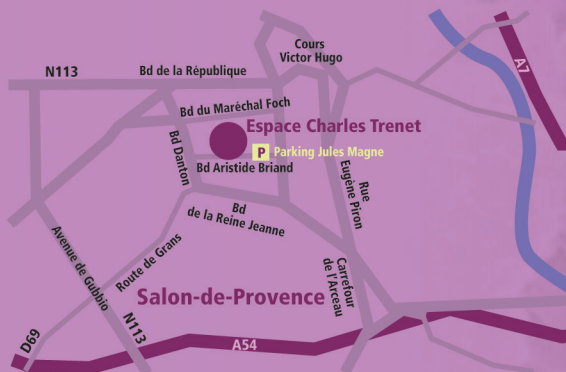 Cours
Victor Hugo
A7
N113
Bd de la République
Bd du Maréchal Foch
Espace Charles Trenet
P Parking Jules Magne
Bd Danton
Bd Aristide Briand
Rue
Eugène Piron
Bd
de la Reine Jeanne
Avenue de Gubbio
Route de Grans
Carrefour
de l'Arceau
Salon-de-Provence
N113
D69
A54